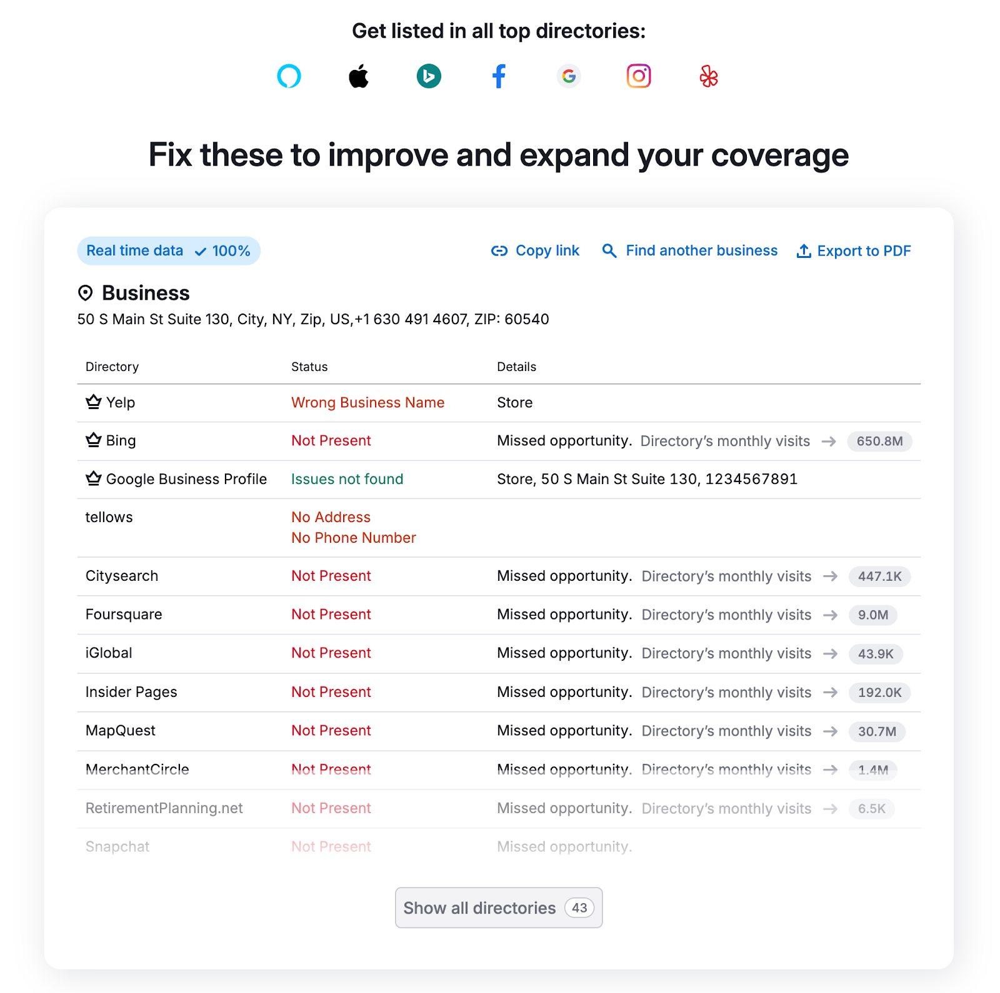 Get listed in all top directories:
Fix these to improve and expand your coverage
Real time data 100% Copy link Find another business Export to PDF
Business
50 S Main St Suite 130, City, NY, Zip, US,+1 630 491 4607, ZIP: 60540
Directory Status Details
Yelp Wrong Business Name Store
Bing Not Present Missed opportunity. Directory’s monthly visits → 650.8M
Google Business Profile Issues not found Store, 50 S Main St Suite 130, 1234567891
tellows No Address
No Phone Number
Citysearch Not Present Missed opportunity. Directory’s monthly visits → 447.1K
Foursquare Not Present Missed opportunity. Directory’s monthly visits → 9.0M
iGlobal Not Present Missed opportunity. Directory’s monthly visits → 43.9K
Insider Pages Not Present Missed opportunity. Directory’s monthly visits → 192.0K
MapQuest Not Present Missed opportunity. Directory’s monthly visits → 30.7M
MerchantCircle Not Present Missed opportunity. Directory’s monthly visits → 1.4M
RetirementPlanning.net Not Present Missed opportunity. Directory’s monthly visits → 6.5K
Snapchat Not Present Missed opportunity.
Show all directories 43